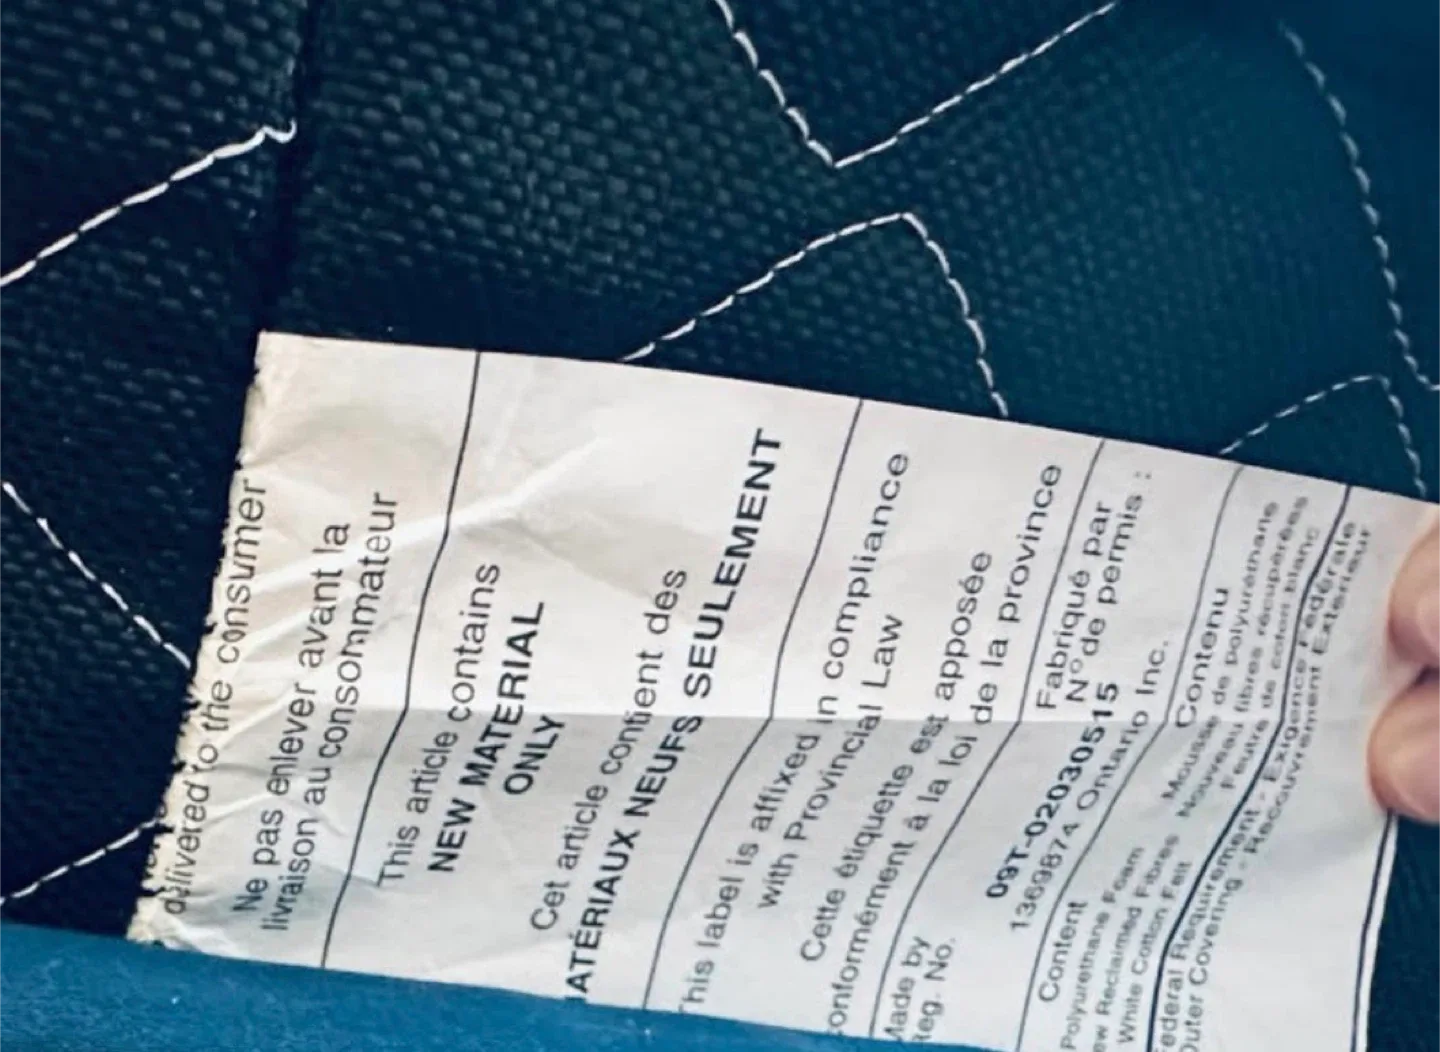 delivered to the consumer
Ne pas enlever avant la
livraison au consommateur
This article contains
NEW MATERIAL
ONLY
Cet article contient des
ATÉRIAUX NEUFS SEULEMENT
This label is affixed in compliance
with Provincial Law
Cette étiquette est apposée
onformément à la loi de la province
Made by Fabriqué par
Reg. No. N° de permis :
09T-02030515
1369874 Ontario Inc.
Content Contenu
Polyurethane Foam Mousse de polyuréthane
ew Reclaimed Fibres Nouveau fibres récupérées
White Cotton Felt Feutre de coton blanc
Federal Requirement - Exigence Fédérale
Outer Covering - Recouvrement Extérieur